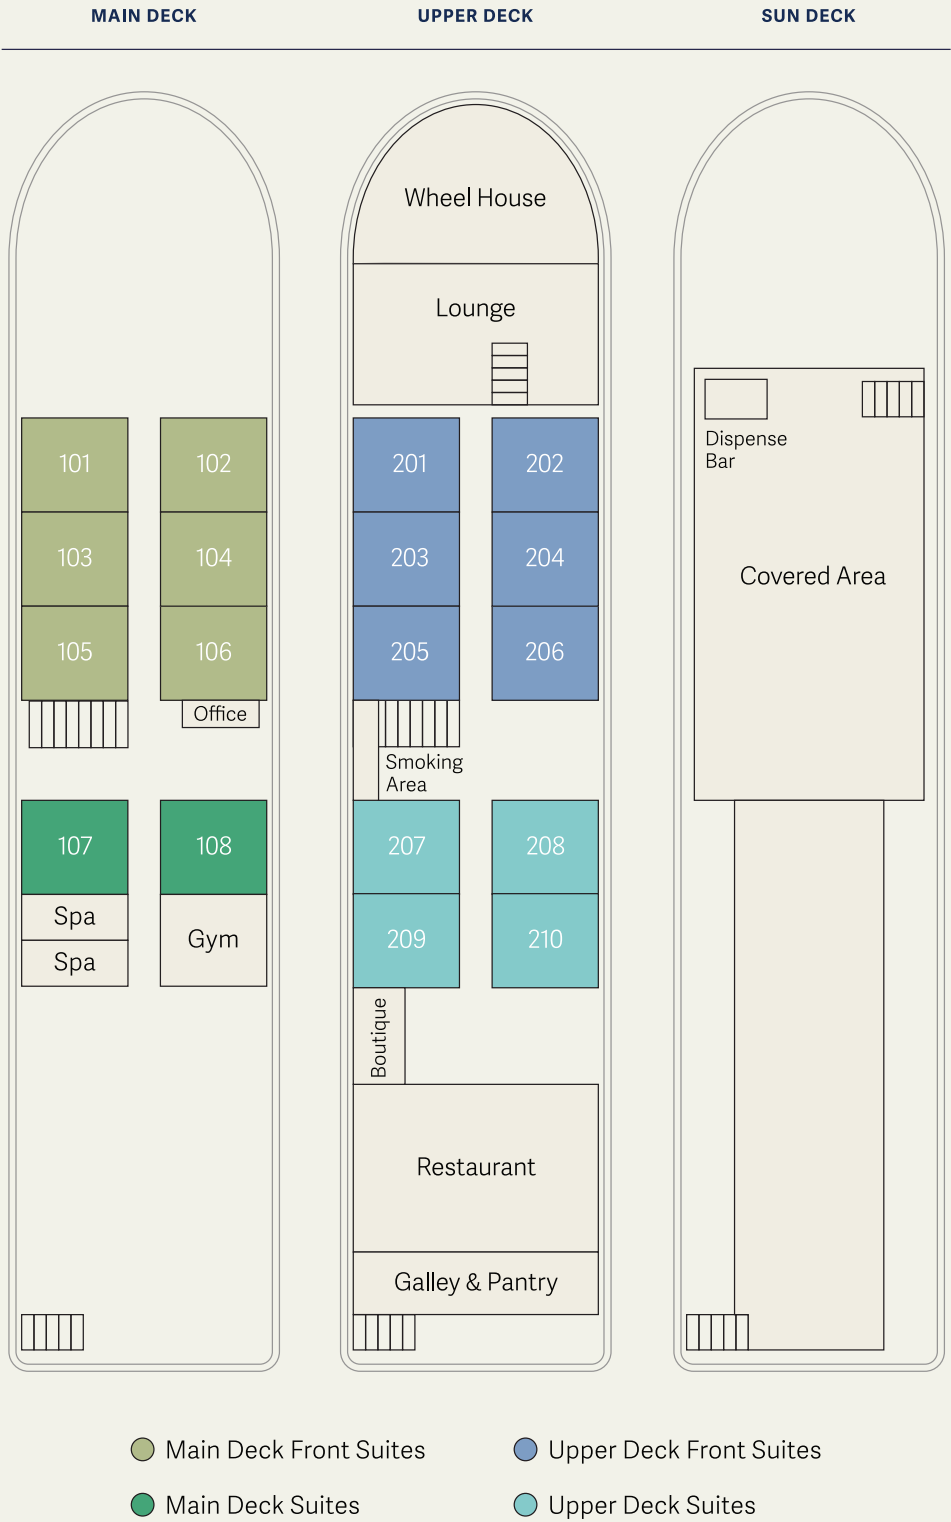 MAIN DECK
UPPER DECK
SUN DECK
Wheel House
Lounge
101
102
103
104
105
106
Office
107
108
Spa
Spa
Gym
201
202
203
204
205
206
Smoking
Area
207
208
209
210
Boutique
Restaurant
Galley & Pantry
Dispense
Bar
Covered Area
Main Deck Front Suites
Upper Deck Front Suites
Main Deck Suites
Upper Deck Suites